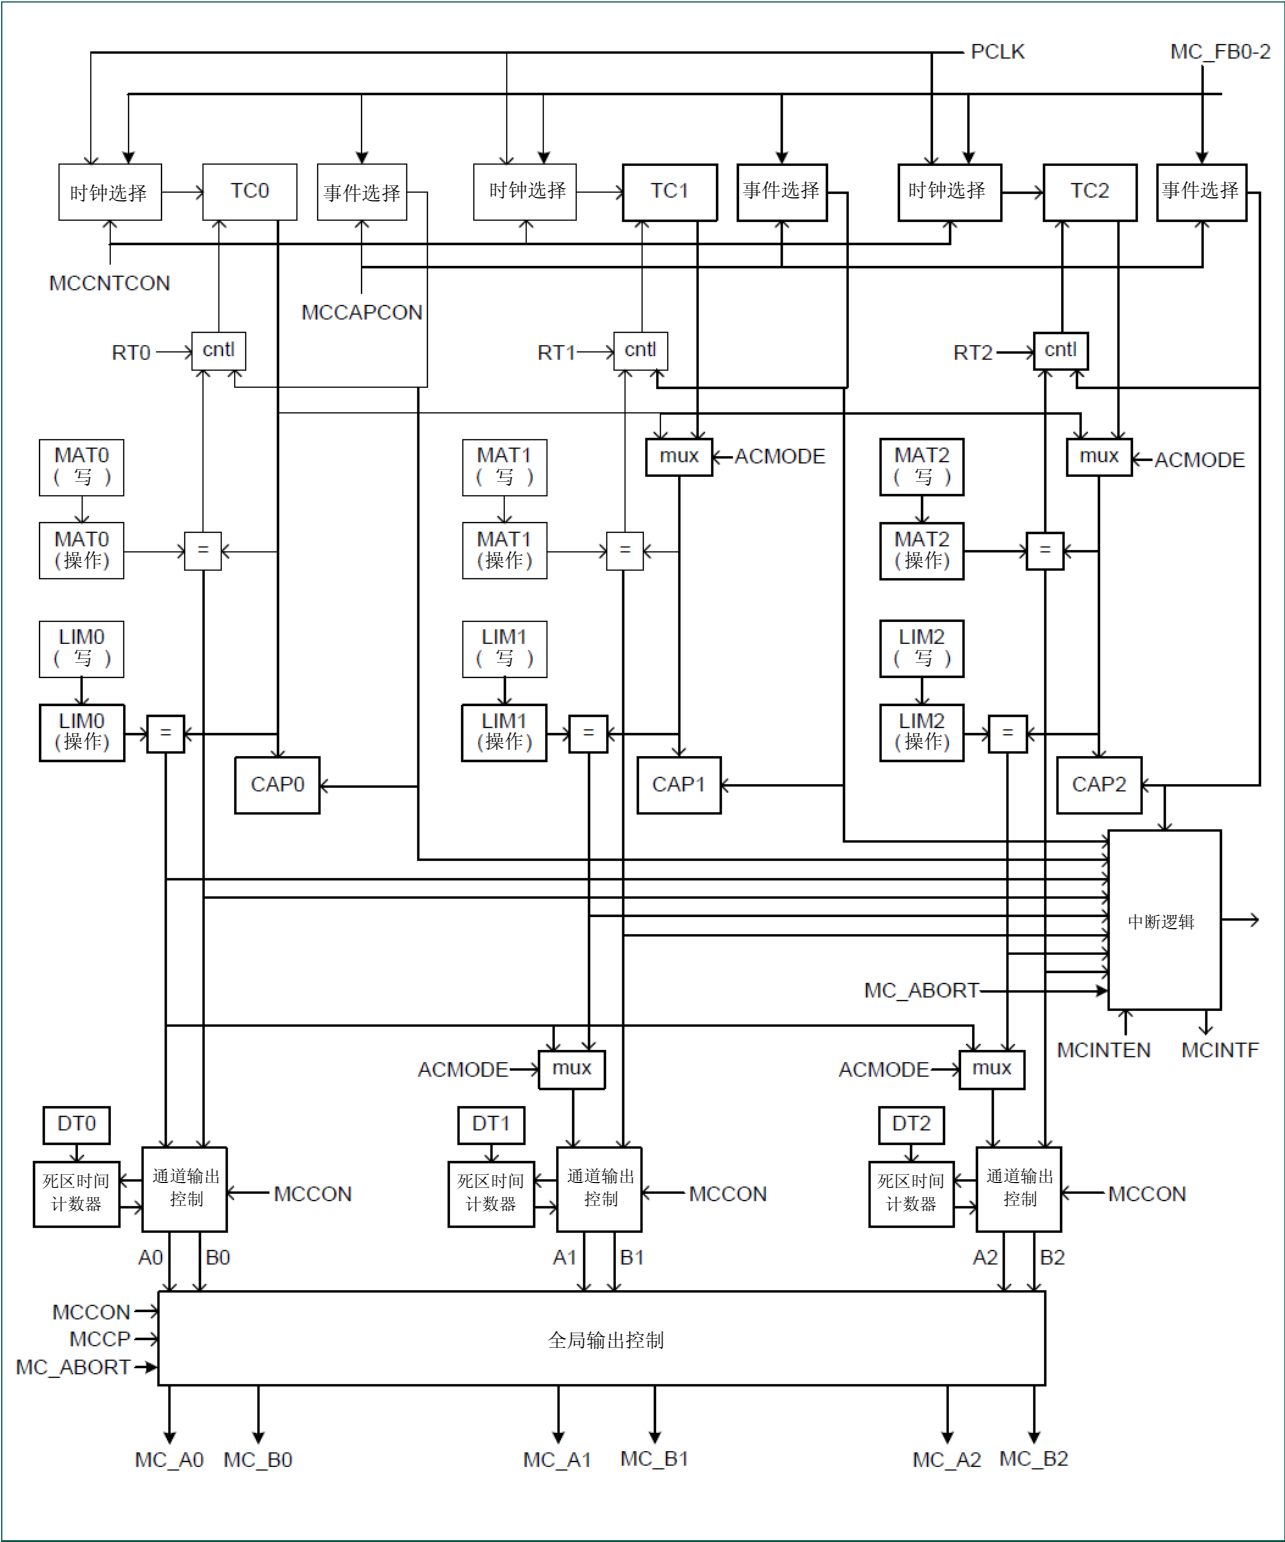 PCLK
MC_FB0-2
时钟选择
TC0
事件选择
时钟选择
TC1
事件选择
时钟选择
TC2
事件选择
MCCNTCON
MCCAPCON
RT0
cntl
RT1
cntl
RT2
cntl
MAT0
(写)
MAT1
(写)
mux
ACMODE
MAT2
(写)
mux
ACMODE
MAT0
(操作)
=
MAT1
(操作)
=
MAT2
(操作)
=
LIM0
(写)
LIM1
(写)
LIM2
(写)
LIM0
(操作)
=
LIM1
(操作)
=
LIM2
(操作)
=
CAP0
CAP1
CAP2
中断逻辑
MC_ABORT
MCINTEN
MCINTF
ACMODE
mux
ACMODE
mux
DT0
DT1
DT2
死区时间
计数器
通道输出
控制
MCCON
死区时间
计数器
通道输出
控制
MCCON
死区时间
计数器
通道输出
控制
MCCON
A0
B0
A1
B1
A2
B2
MCCON
MCCP
MC_ABORT
全局输出控制
MC_A0
MC_B0
MC_A1
MC_B1
MC_A2
MC_B2